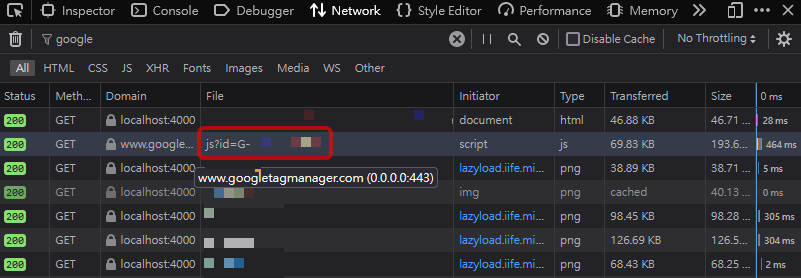 Inspector Console Debugger Network Style Editor Performance Memory
google Disable Cache No Throttling
All HTML CSS JS XHR Fonts Images Media WS Other
Status Meth... Domain File Initiator Type Transferred Size 0 ms
200 GET localhost:4000 document html 46.88 KB 46.71 ... 28 ms
200 GET www.google... js?id=G- script js 69.83 KB 193.6... 464 ms
200 GET localhost:4000 lazyload.iife.mi... png 38.89 KB 38.71 ... 5 ms
www.googletagmanager.com (0.0.0.0:443)
200 GET localhost:4000 img png cached 40.13 ... 0 ms
200 GET localhost:4000 lazyload.iife.mi... png 98.45 KB 98.28 ... 305 ms
200 GET localhost:4000 lazyload.iife.mi... png 126.69 KB 126.5... 304 ms
200 GET localhost:4000 lazyload.iife.mi... png 68.43 KB 68.25 ... 2 ms